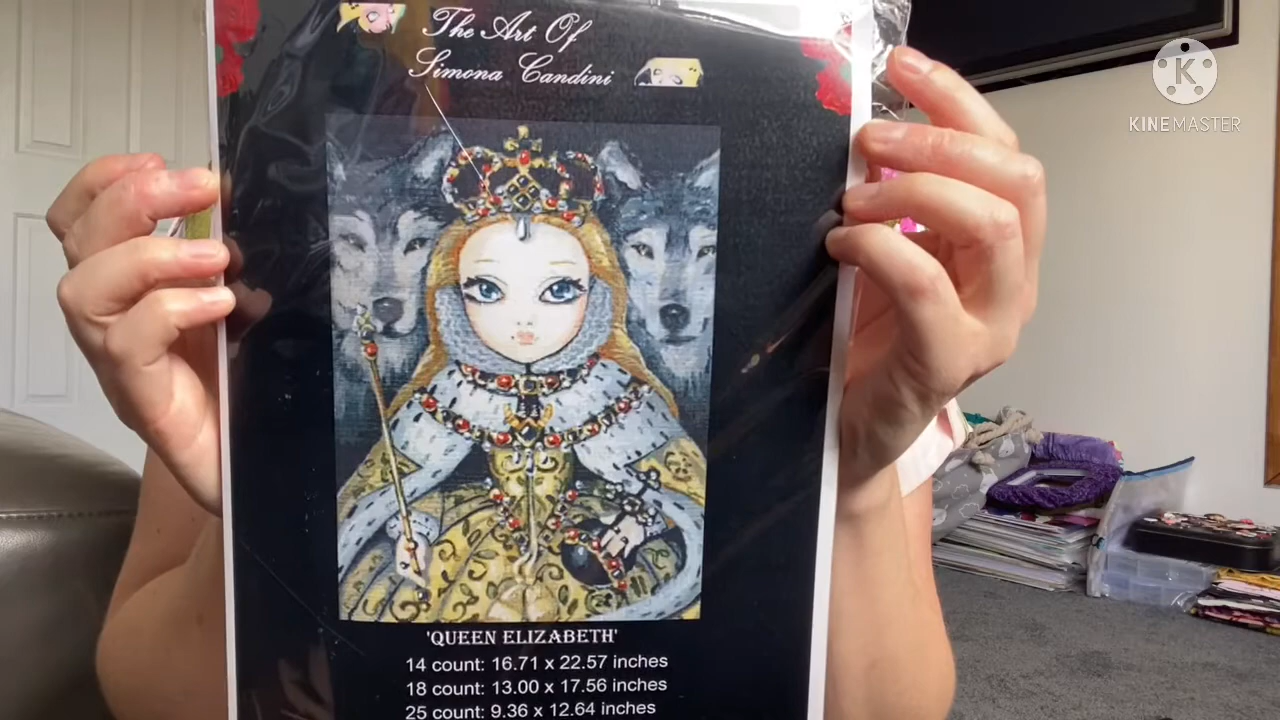 The Art Of
Simona Candini
K
KINEMASTER
'QUEEN ELIZABETH'
14 count: 16.71 x 22.57 inches
18 count: 13.00 x 17.56 inches
25 count: 9.36 x 12.64 inches